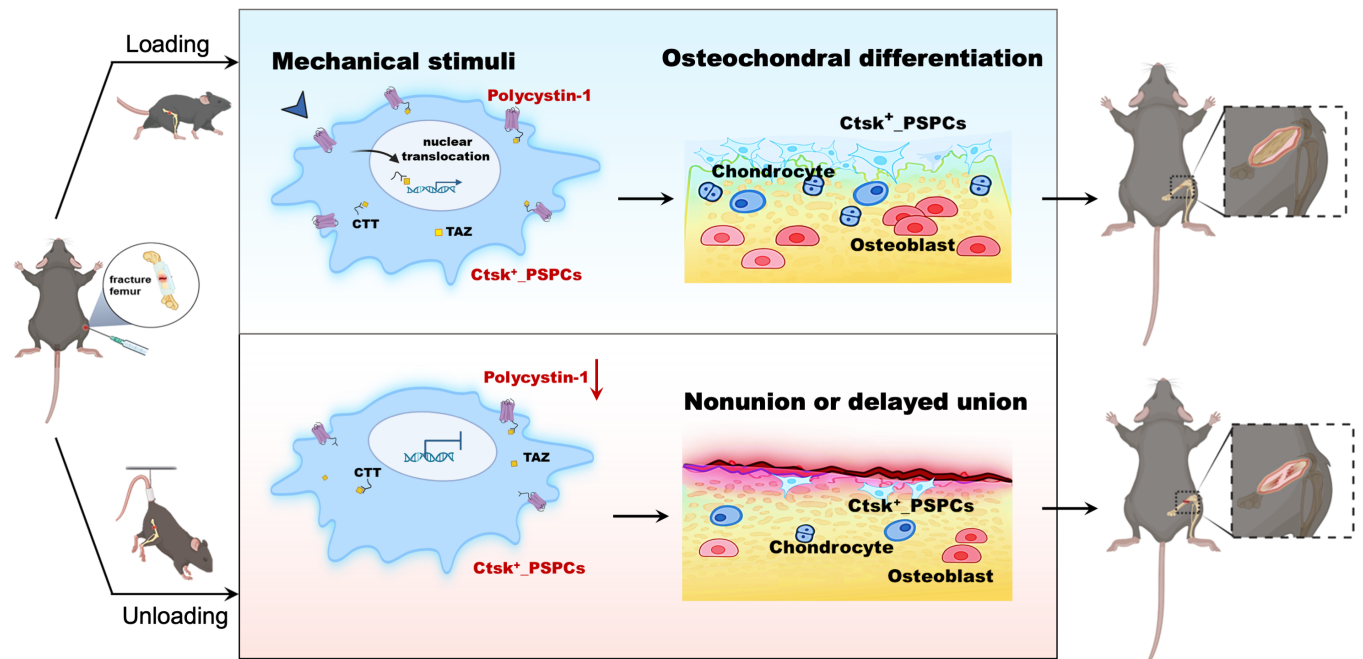 Loading
Mechanical stimuli
Polycystin-1
nuclear
translocation
CTT
TAZ
Ctsk⁺_PSPCs
Osteochondral differentiation
Ctsk⁺_PSPCs
Chondrocyte
Osteoblast
fracture
femur
Unloading
Polycystin-1
CTT
TAZ
Ctsk⁺_PSPCs
Nonunion or delayed union
Ctsk⁺_PSPCs
Chondrocyte
Osteoblast